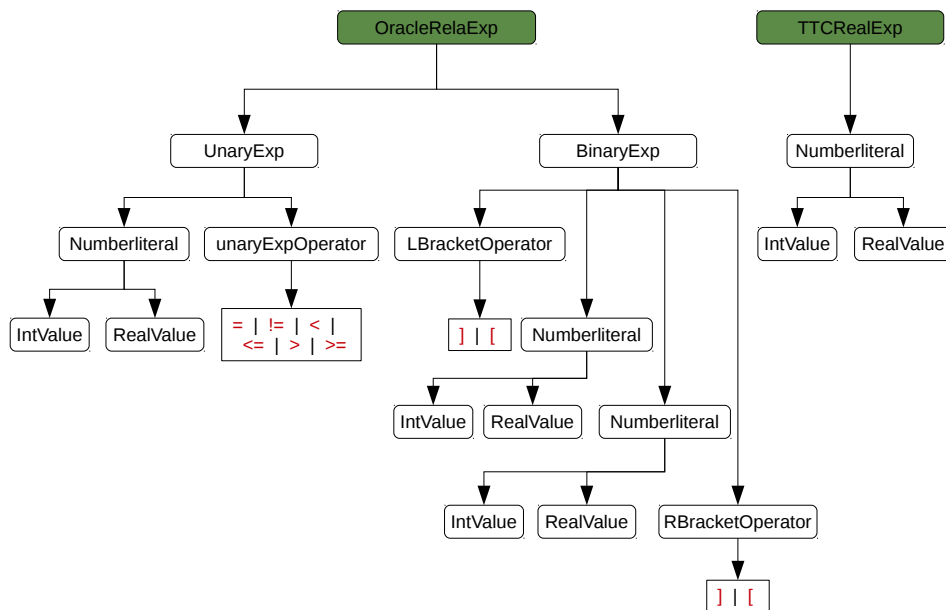 OracleRelaExp
TTCRealExp
UnaryExp
BinaryExp
Numberliteral
Numberliteral
unaryExpOperator
LBracketOperator
IntValue
RealValue
IntValue
RealValue
= | != | < |
<= | > | >=
] | [
Numberliteral
IntValue
RealValue
Numberliteral
IntValue
RealValue
RBracketOperator
] | [